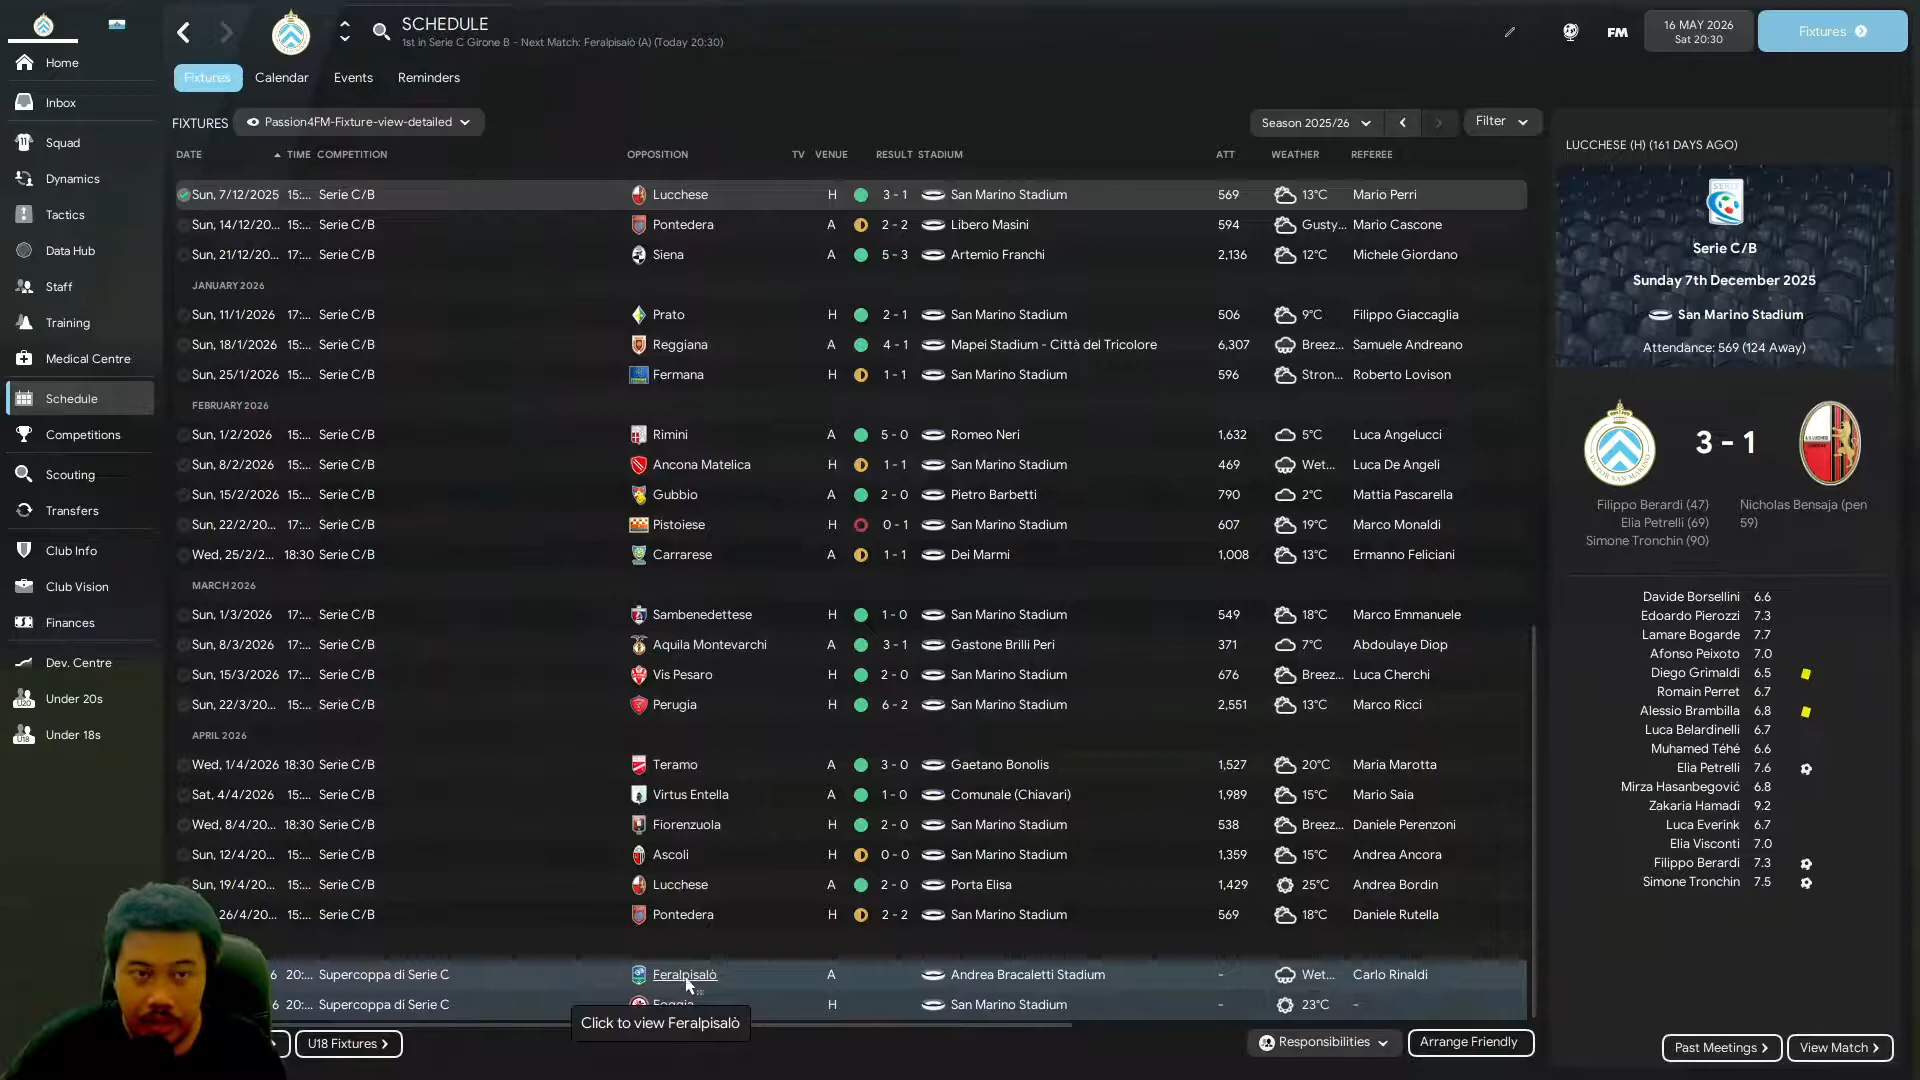 SCHEDULE
1st in Serie C Girone B - Next Match: Feralpisalò (A) (Today 20:30)
FM
16 MAY 2026
Sat 20:30
Fixtures
Home
Inbox
Squad
Dynamics
Tactics
Data Hub
Staff
Training
Medical Centre
Schedule
Competitions
Scouting
Transfers
Club Info
Club Vision
Finances
Dev. Centre
Under 20s
Under 18s
Fixtures Calendar Events Reminders
FIXTURES Passion4FM-Fixture-view-detailed Season 2025/26 Filter
DATE TIME COMPETITION OPPOSITION TV VENUE RESULT STADIUM ATT WEATHER REFEREE
Sun, 7/12/2025 15:... Serie C/B Lucchese H 3 - 1 San Marino Stadium 569 13°C Mario Perri
Sun, 14/12/20... 15:... Serie C/B Pontedera A 2 - 2 Libero Masini 594 Gusty... Mario Cascone
Sun, 21/12/20... 17:... Serie C/B Siena A 5 - 3 Artemio Franchi 2,136 12°C Michele Giordano
JANUARY 2026
Sun, 11/1/2026 17:... Serie C/B Prato H 2 - 1 San Marino Stadium 506 9°C Filippo Giaccaglia
Sun, 18/1/2026 15:... Serie C/B Reggiana A 4 - 1 Mapei Stadium - Città del Tricolore 6,307 Breez... Samuele Andreano
Sun, 25/1/2026 15:... Serie C/B Fermana H 1 - 1 San Marino Stadium 596 Stron... Roberto Lovison
FEBRUARY 2026
Sun, 1/2/2026 15:... Serie C/B Rimini A 5 - 0 Romeo Neri 1,632 5°C Luca Angelucci
Sun, 8/2/2026 15:... Serie C/B Ancona Matelica H 1 - 1 San Marino Stadium 469 Wet... Luca De Angeli
Sun, 15/2/2026 15:... Serie C/B Gubbio A 2 - 0 Pietro Barbetti 790 2°C Mattia Pascarella
Sun, 22/2/20... 17:... Serie C/B Pistoiese H 0 - 1 San Marino Stadium 607 19°C Marco Monaldi
Wed, 25/2/2... 18:30 Serie C/B Carrarese A 1 - 1 Dei Marmi 1,008 13°C Ermanno Feliciani
MARCH 2026
Sun, 1/3/2026 17:... Serie C/B Sambenedettese H 1 - 0 San Marino Stadium 549 18°C Marco Emmanuele
Sun, 8/3/2026 17:... Serie C/B Aquila Montevarchi A 3 - 1 Gastone Brilli Peri 371 7°C Abdoulaye Diop
Sun, 15/3/2026 17:... Serie C/B Vis Pesaro H 2 - 0 San Marino Stadium 676 Breez... Luca Cherchi
Sun, 22/3/20... 15:... Serie C/B Perugia H 6 - 2 San Marino Stadium 2,551 13°C Marco Ricci
APRIL 2026
Wed, 1/4/2026 18:30 Serie C/B Teramo A 3 - 0 Gaetano Bonolis 1,527 20°C Maria Marotta
Sat, 4/4/2026 15:... Serie C/B Virtus Entella A 1 - 0 Comunale (Chiavari) 1,989 15°C Mario Saia
Wed, 8/4/20... 18:30 Serie C/B Fiorenzuola H 2 - 0 San Marino Stadium 538 Breez... Daniele Perenzoni
Sun, 12/4/20... 15:... Serie C/B Ascoli H 0 - 0 San Marino Stadium 1,359 15°C Andrea Ancora
Sun, 19/4/20... 15:... Serie C/B Lucchese A 2 - 0 Porta Elisa 1,429 25°C Andrea Bordin
26/4/20... 15:... Serie C/B Pontedera H 2 - 2 San Marino Stadium 569 18°C Daniele Rutella
6 20:... Supercoppa di Serie C Feralpisalò A Andrea Bracaletti Stadium - Wet... Carlo Rinaldi
6 20:... Supercoppa di Serie C Foggia H San Marino Stadium - 23°C -
Click to view Feralpisalò
U18 Fixtures
Responsibilities
Arrange Friendly
LUCCHESE (H) (161 DAYS AGO)
Serie C/B
Sunday 7th December 2025
San Marino Stadium
Attendance: 569 (124 Away)
3 - 1
Filippo Berardi (47)
Elia Petrelli (69)
Simone Tronchin (90)
Nicholas Bensaja (pen
59)
Davide Borsellini 6.6
Edoardo Pierozzi 7.3
Lamare Bogarde 7.7
Afonso Peixoto 7.0
Diego Grimaldi 6.5
Romain Perret 6.7
Alessio Brambilla 6.8
Luca Belardinelli 6.7
Muhamed Téhé 6.6
Elia Petrelli 7.6
Mirza Hasanbegović 6.8
Zakaria Hamadi 9.2
Luca Everink 6.7
Elia Visconti 7.0
Filippo Berardi 7.3
Simone Tronchin 7.5
Past Meetings
View Match